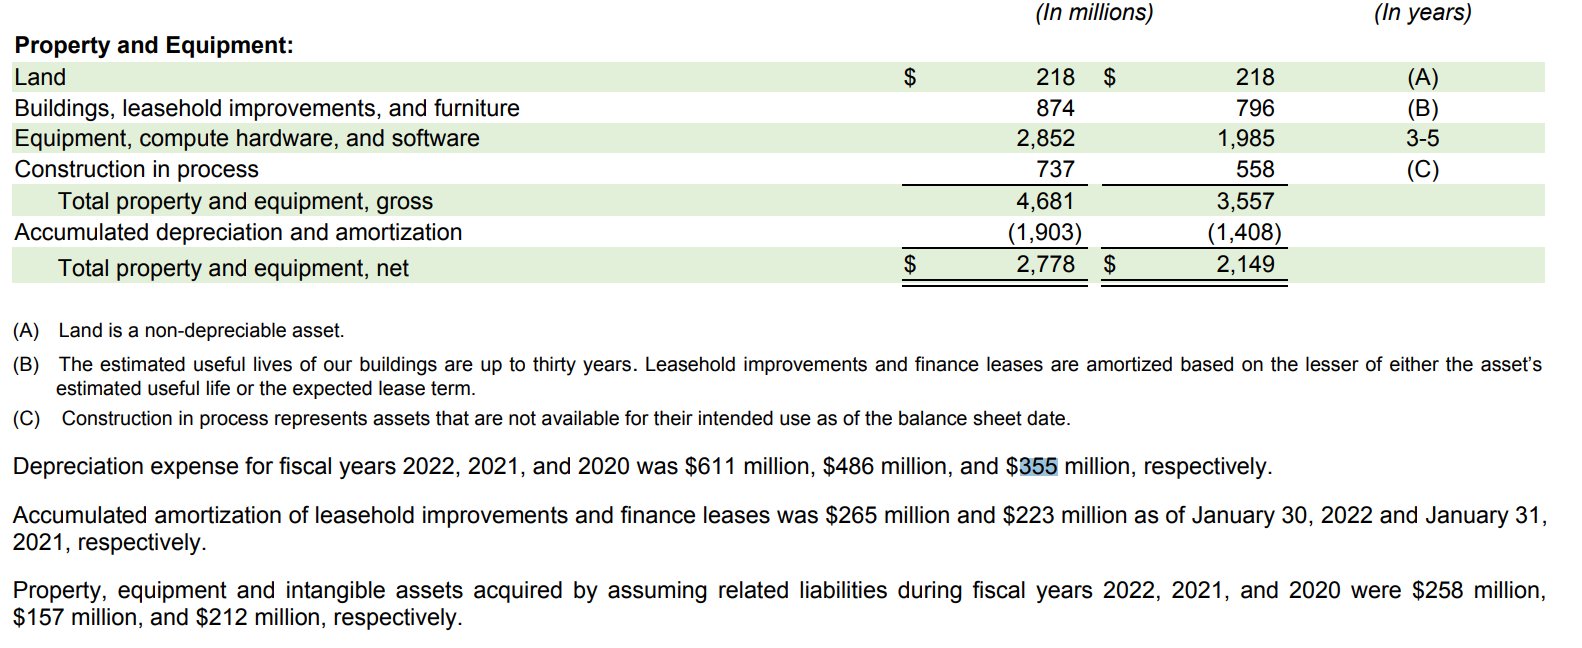 (In millions) (In years)
Property and Equipment:
Land $ 218 $ 218 (A)
Buildings, leasehold improvements, and furniture 874 796 (B)
Equipment, compute hardware, and software 2,852 1,985 3-5
Construction in process 737 558 (C)
Total property and equipment, gross 4,681 3,557
Accumulated depreciation and amortization (1,903) (1,408)
Total property and equipment, net $ 2,778 $ 2,149
(A) Land is a non-depreciable asset.
(B) The estimated useful lives of our buildings are up to thirty years. Leasehold improvements and finance leases are amortized based on the lesser of either the asset’s
estimated useful life or the expected lease term.
(C) Construction in process represents assets that are not available for their intended use as of the balance sheet date.
Depreciation expense for fiscal years 2022, 2021, and 2020 was $611 million, $486 million, and $355 million, respectively.
Accumulated amortization of leasehold improvements and finance leases was $265 million and $223 million as of January 30, 2022 and January 31,
2021, respectively.
Property, equipment and intangible assets acquired by assuming related liabilities during fiscal years 2022, 2021, and 2020 were $258 million,
$157 million, and $212 million, respectively.